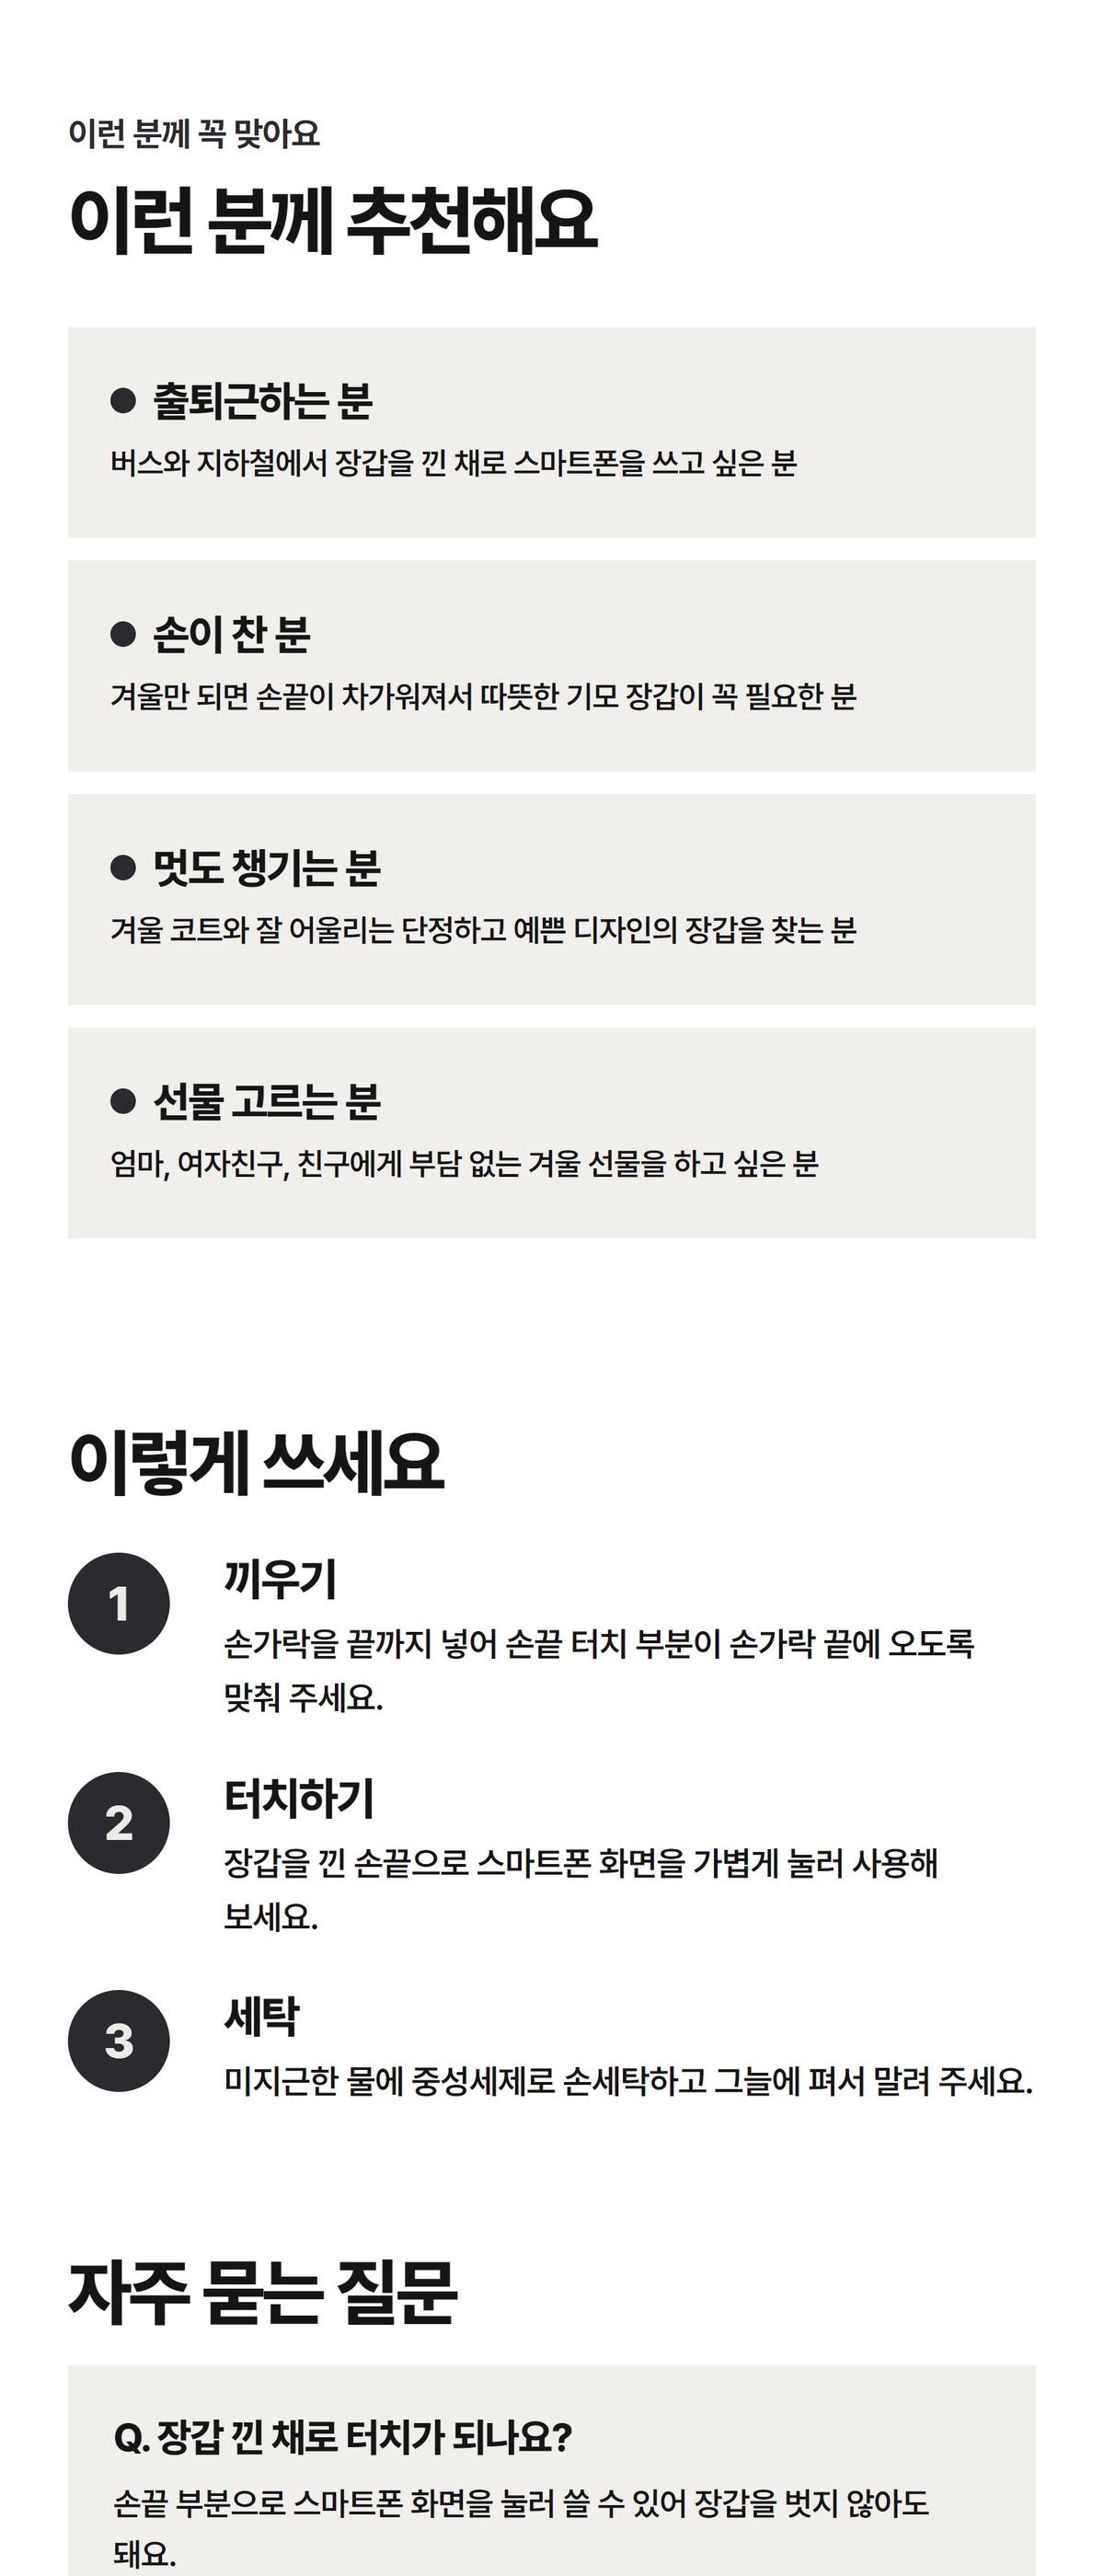 이런 분께 꼭 맞아요
이런 분께 추천해요
출퇴근하는 분
버스와 지하철에서 장갑을 낀 채로 스마트폰을 쓰고 싶은 분
손이 찬 분
겨울만 되면 손끝이 차가워져서 따뜻한 기모 장갑이 꼭 필요한 분
멋도 챙기는 분
겨울 코트와 잘 어울리는 단정하고 예쁜 디자인의 장갑을 찾는 분
선물 고르는 분
엄마, 여자친구, 친구에게 부담 없는 겨울 선물을 하고 싶은 분
이렇게 쓰세요
1
끼우기
손가락을 끝까지 넣어 손끝 터치 부분이 손가락 끝에 오도록
맞춰 주세요.
2
터치하기
장갑을 낀 손끝으로 스마트폰 화면을 가볍게 눌러 사용해
보세요.
3
세탁
미지근한 물에 중성세제로 손세탁하고 그늘에 펴서 말려 주세요.
자주 묻는 질문
Q. 장갑 낀 채로 터치가 되나요?
손끝 부분으로 스마트폰 화면을 눌러 쓸 수 있어 장갑을 벗지 않아도
돼요.